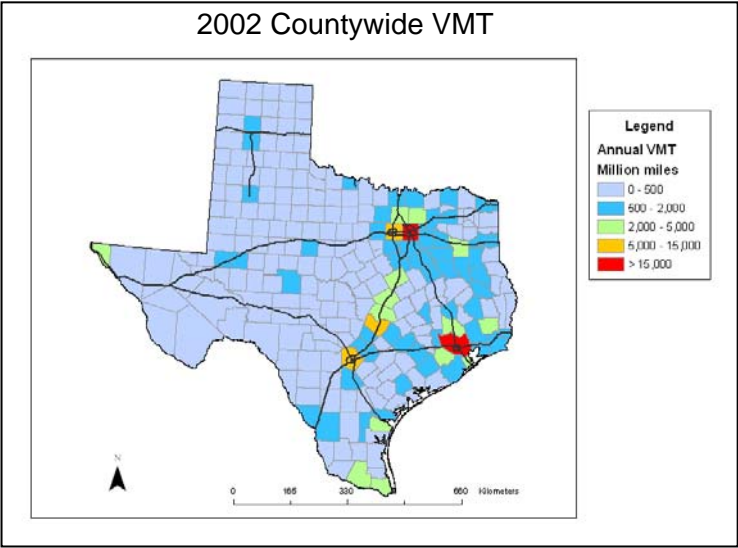 2002 Countywide VMT
Legend
Annual VMT
Million miles
0 - 500
500 - 2,000
2,000 - 5,000
5,000 - 15,000
> 15,000
N
0 165 330 660 Kilometers